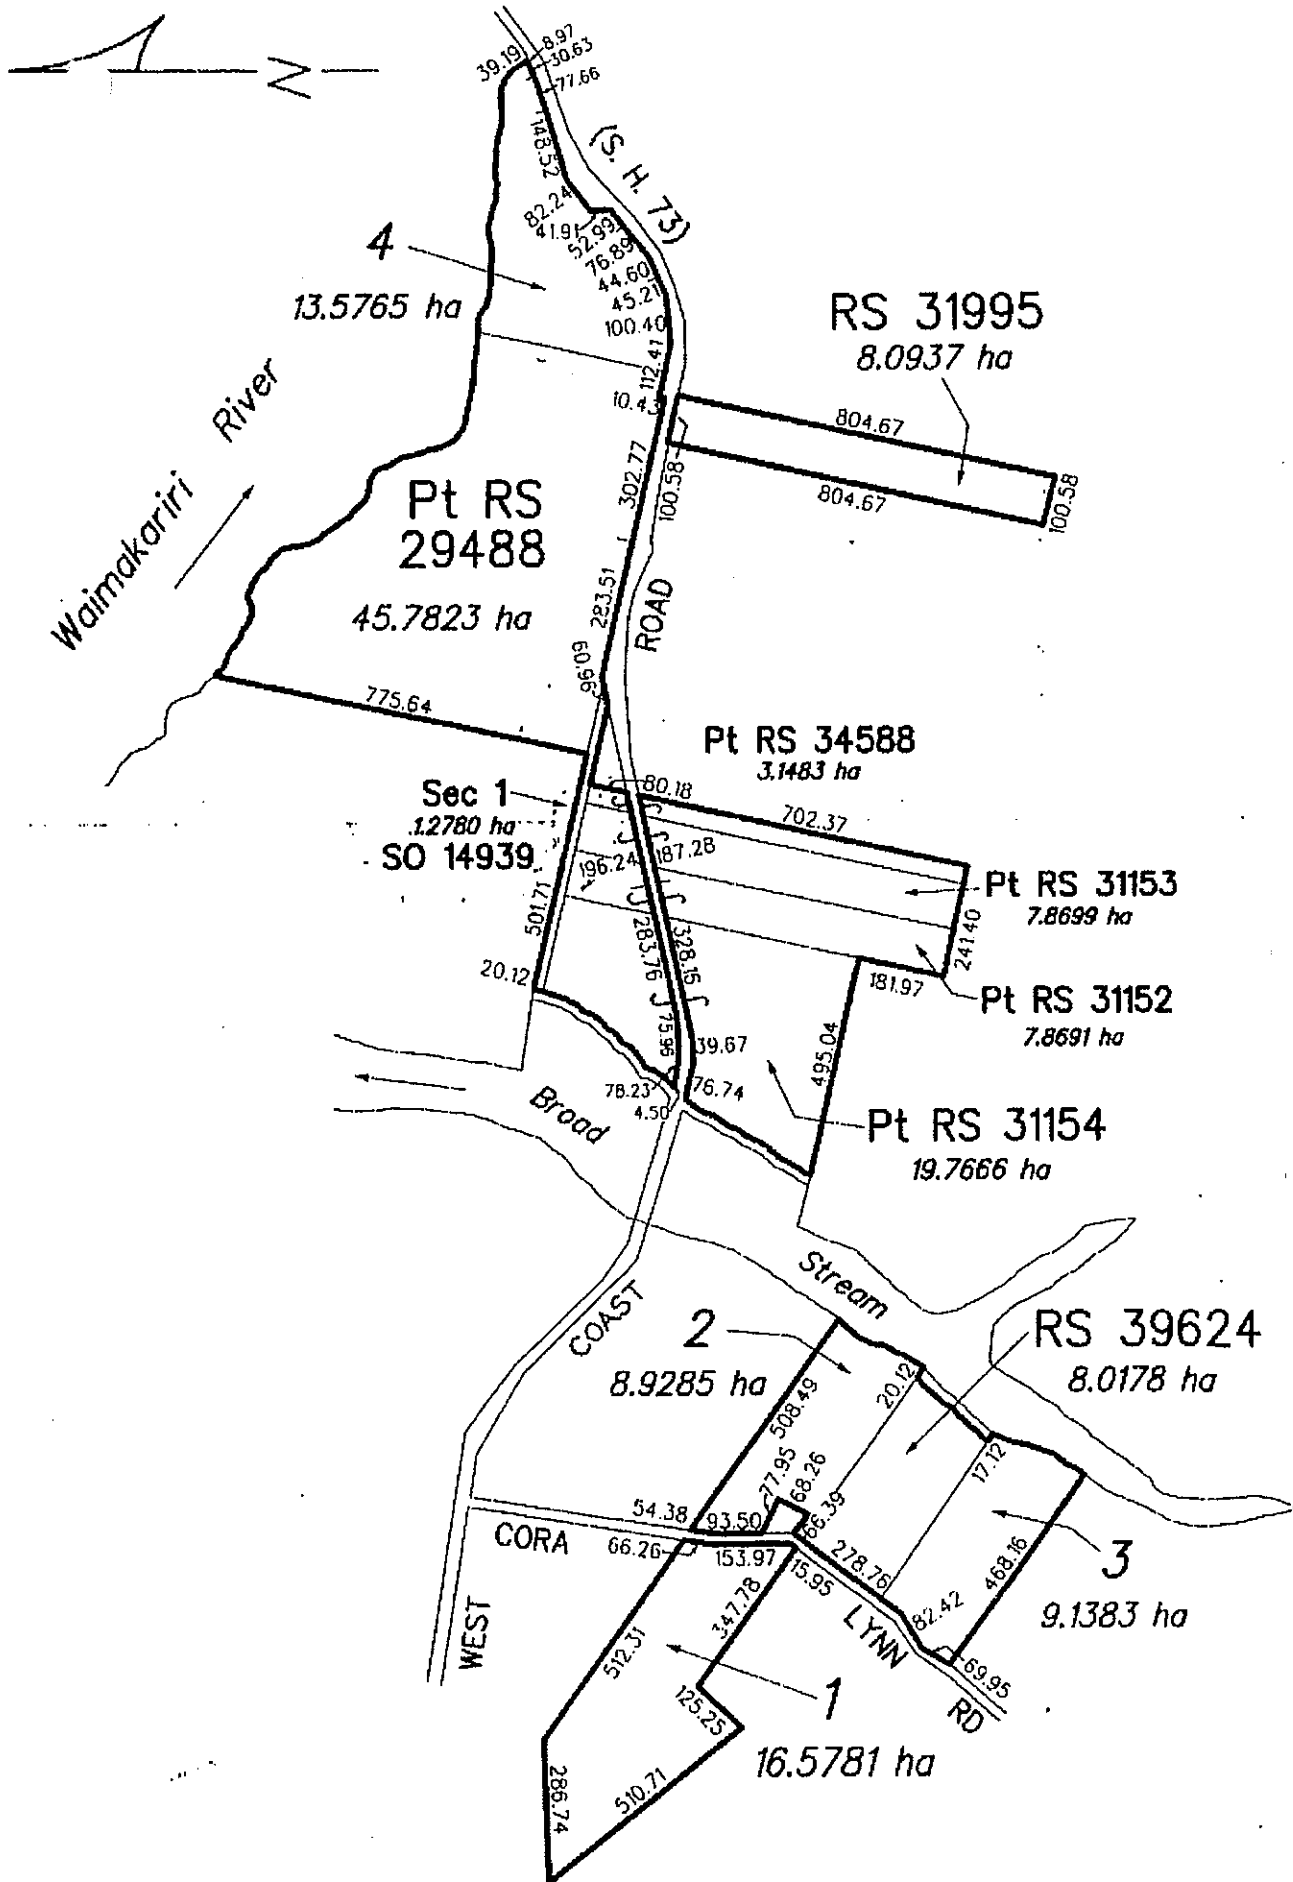 N
39.19
8.97
30.63
77.66
148.52
(S. H. 73)
82.24
41.91
52.99
76.89
44.60
45.21
100.40
112.41
10.43
4
13.5765 ha
RS 31995
8.0937 ha
804.67
804.67
100.58
100.58
Waimakariri River
302.77
Pt RS
29488
45.7823 ha
283.51
ROAD
60.96
775.64
Pt RS 34588
3.1483 ha
80.18
702.37
Sec 1
1.2780 ha
SO 14939
196.24
187.28
Pt RS 31153
7.8699 ha
501.71
283.76
328.15
241.40
181.97
Pt RS 31152
7.8691 ha
20.12
75.96
39.67
495.04
78.23
4.50
76.74
Broad
Pt RS 31154
19.7666 ha
Stream
COAST
2
8.9285 ha
RS 39624
8.0178 ha
508.49
20.12
77.95
68.26
17.12
54.38
93.50
66.39
CORA
66.26
153.97
15.95
278.76
468.16
3
9.1383 ha
347.78
LYNN
82.42
WEST
512.31
69.95
125.25
1
RD
16.5781 ha
286.74
510.71